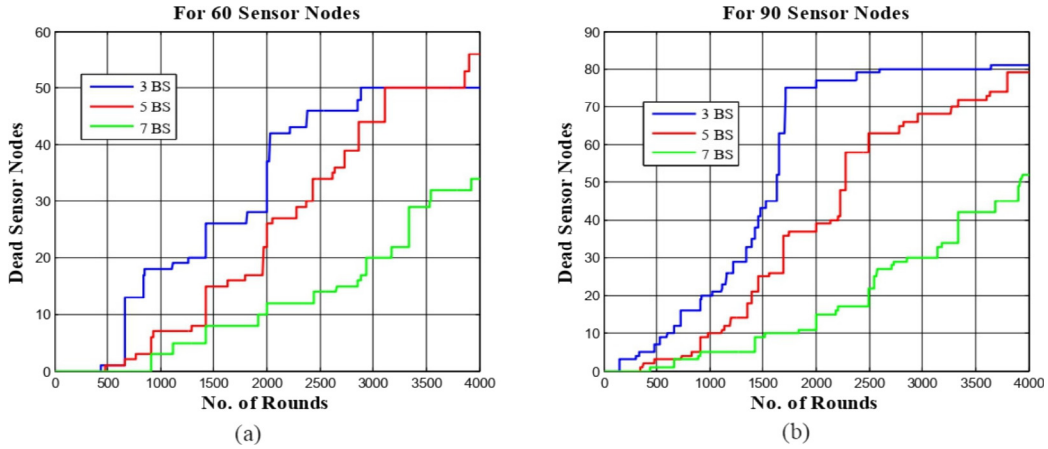 For 60 Sensor Nodes
Dead Sensor Nodes
60
50
40
30
20
10
0
3 BS
5 BS
7 BS
0 500 1000 1500 2000 2500 3000 3500 4000
No. of Rounds
(a)
For 90 Sensor Nodes
Dead Sensor Nodes
90
80
70
60
50
40
30
20
10
0
3 BS
5 BS
7 BS
0 500 1000 1500 2000 2500 3000 3500 4000
No. of Rounds
(b)